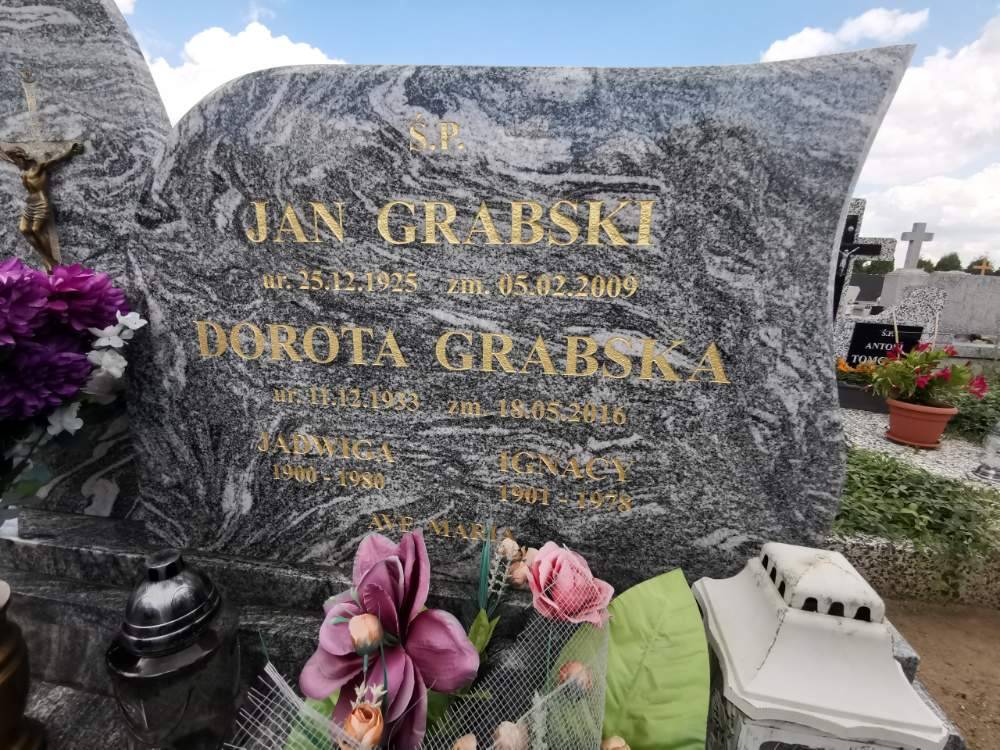 Ś.P.
JAN GRABSKI
ur. 25.12.1925 zm. 05.02.2009
DOROTA GRABSKA
ur. 11.12.1933 zm. 18.05.2016
JADWIGA
1900 - 1980
IGNACY
1901 - 1978
AVE MARIA
Ś.P.
ANTONI